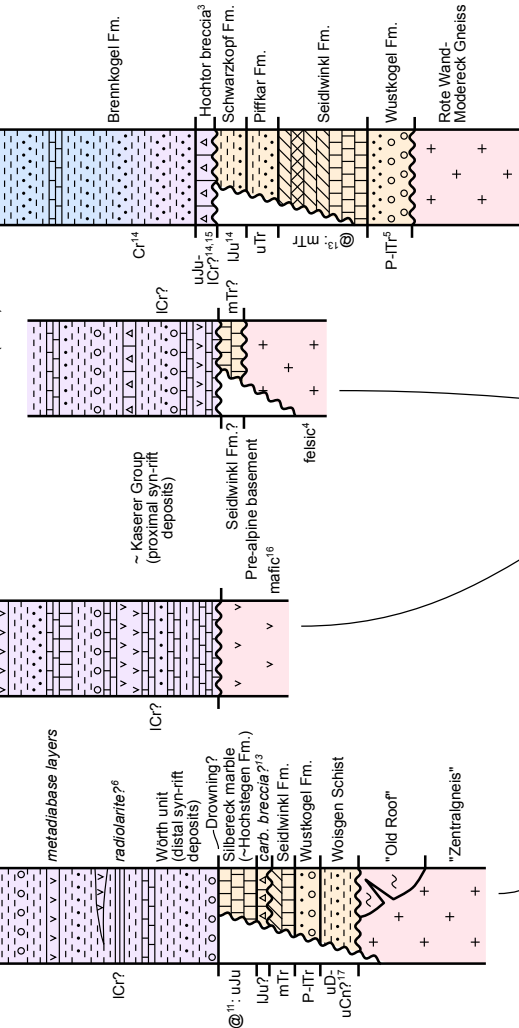 Brennkogel Fm.
Hochtor breccia³
Schwarzkopf Fm.
Piffkar Fm.
Seidlwinkl Fm.
Wustkogel Fm.
Rote Wand-
Modereck Gneiss
Cr¹⁴
uJu-
lCr?¹⁴,¹⁵
lJu¹⁴
uTr
@¹³: mTr
P-lTr⁵
lCr?
mTr?
~ Kaserer Group
(proximal syn-rift
deposits)
Seidlwinkl Fm.?
Pre-alpine basement
felsic⁴
mafic¹⁶
lCr?
metadiabase layers
radiolarite?⁶
Wörth unit
(distal syn-rift
deposits)
Drowning?
Silbereck marble
(~Hochstegen Fm.)
carb. breccia?¹³
Seidlwinkl Fm.
Wustkogel Fm.
Woisgen Schist
"Old Roof"
"Zentralgneis"
lCr?
@¹¹: uJu
lJu?
mTr
P-lTr
uD-
uCn?¹⁷